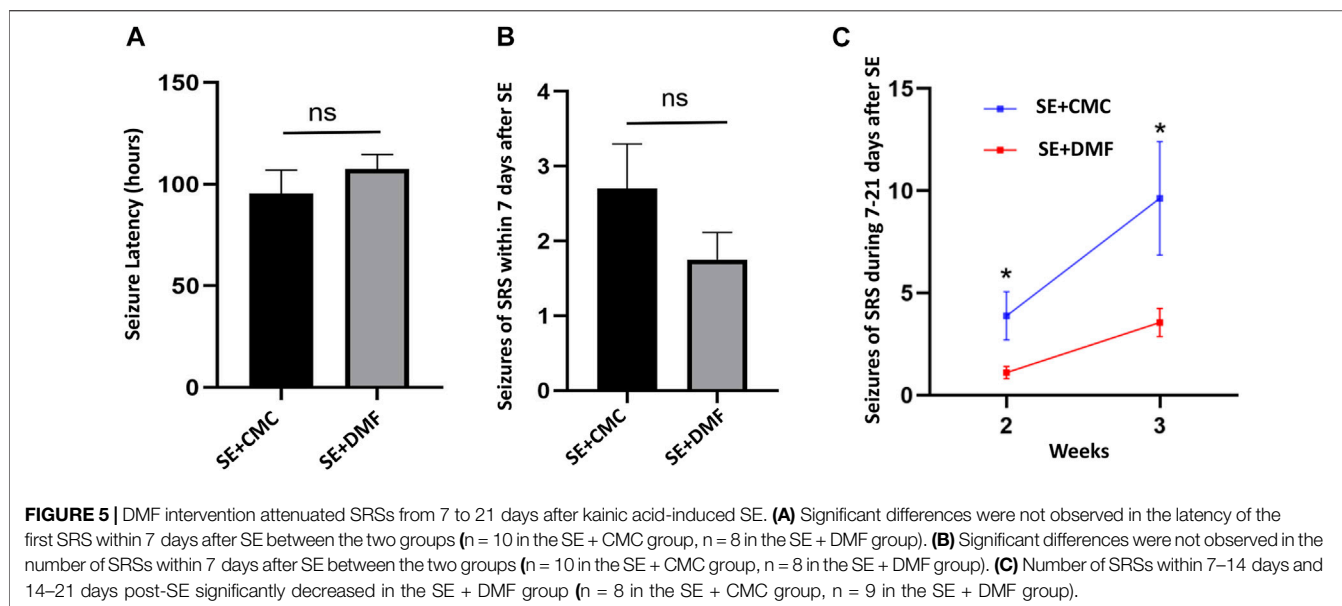 A
Seizure Latency (hours)
150
100
50
0
ns
SE+CMC
SE+DMF
B
Seizures of SRS within 7 days after SE
4
3
2
1
0
ns
SE+CMC
SE+DMF
C
Seizures of SRS during 7-21 days after SE
15
10
5
0
SE+CMC
SE+DMF
*
*
2
3
Weeks
FIGURE 5 | DMF intervention attenuated SRSs from 7 to 21 days after kainic acid-induced SE. (A) Significant differences were not observed in the latency of the
first SRS within 7 days after SE between the two groups (n = 10 in the SE + CMC group, n = 8 in the SE + DMF group). (B) Significant differences were not observed in the
number of SRSs within 7 days after SE between the two groups (n = 10 in the SE + CMC group, n = 8 in the SE + DMF group). (C) Number of SRSs within 7–14 days and
14–21 days post-SE significantly decreased in the SE + DMF group (n = 8 in the SE + CMC group, n = 9 in the SE + DMF group).